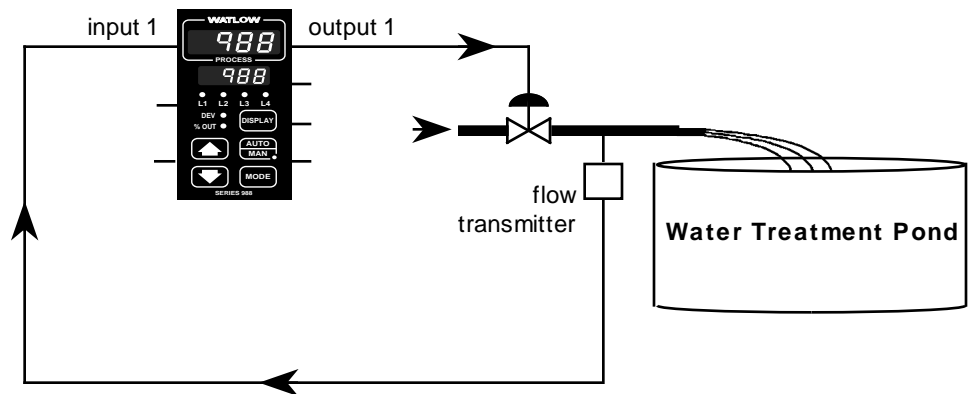 input 1
WATLOW
988
PROCESS
988
L1 L2 L3 L4
DEV
% OUT
DISPLAY
AUTO
MAN
MODE
SERIES 988
output 1
flow
transmitter
Water Treatment Pond